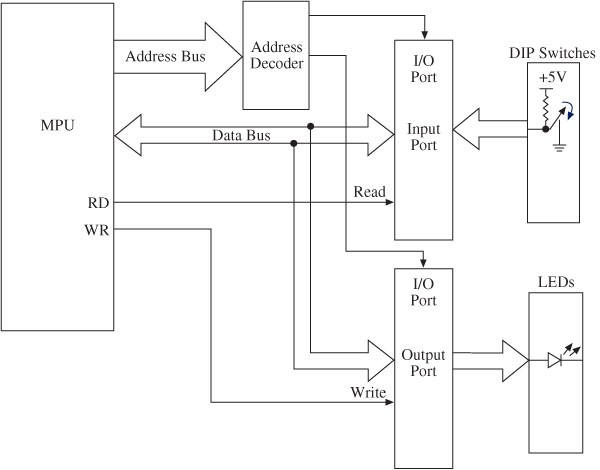 MPU
Address Bus
Address
Decoder
I/O
Port
Input
Port
DIP Switches
+5V
Data Bus
RD
Read
WR
I/O
Port
Output
Port
Write
LEDs